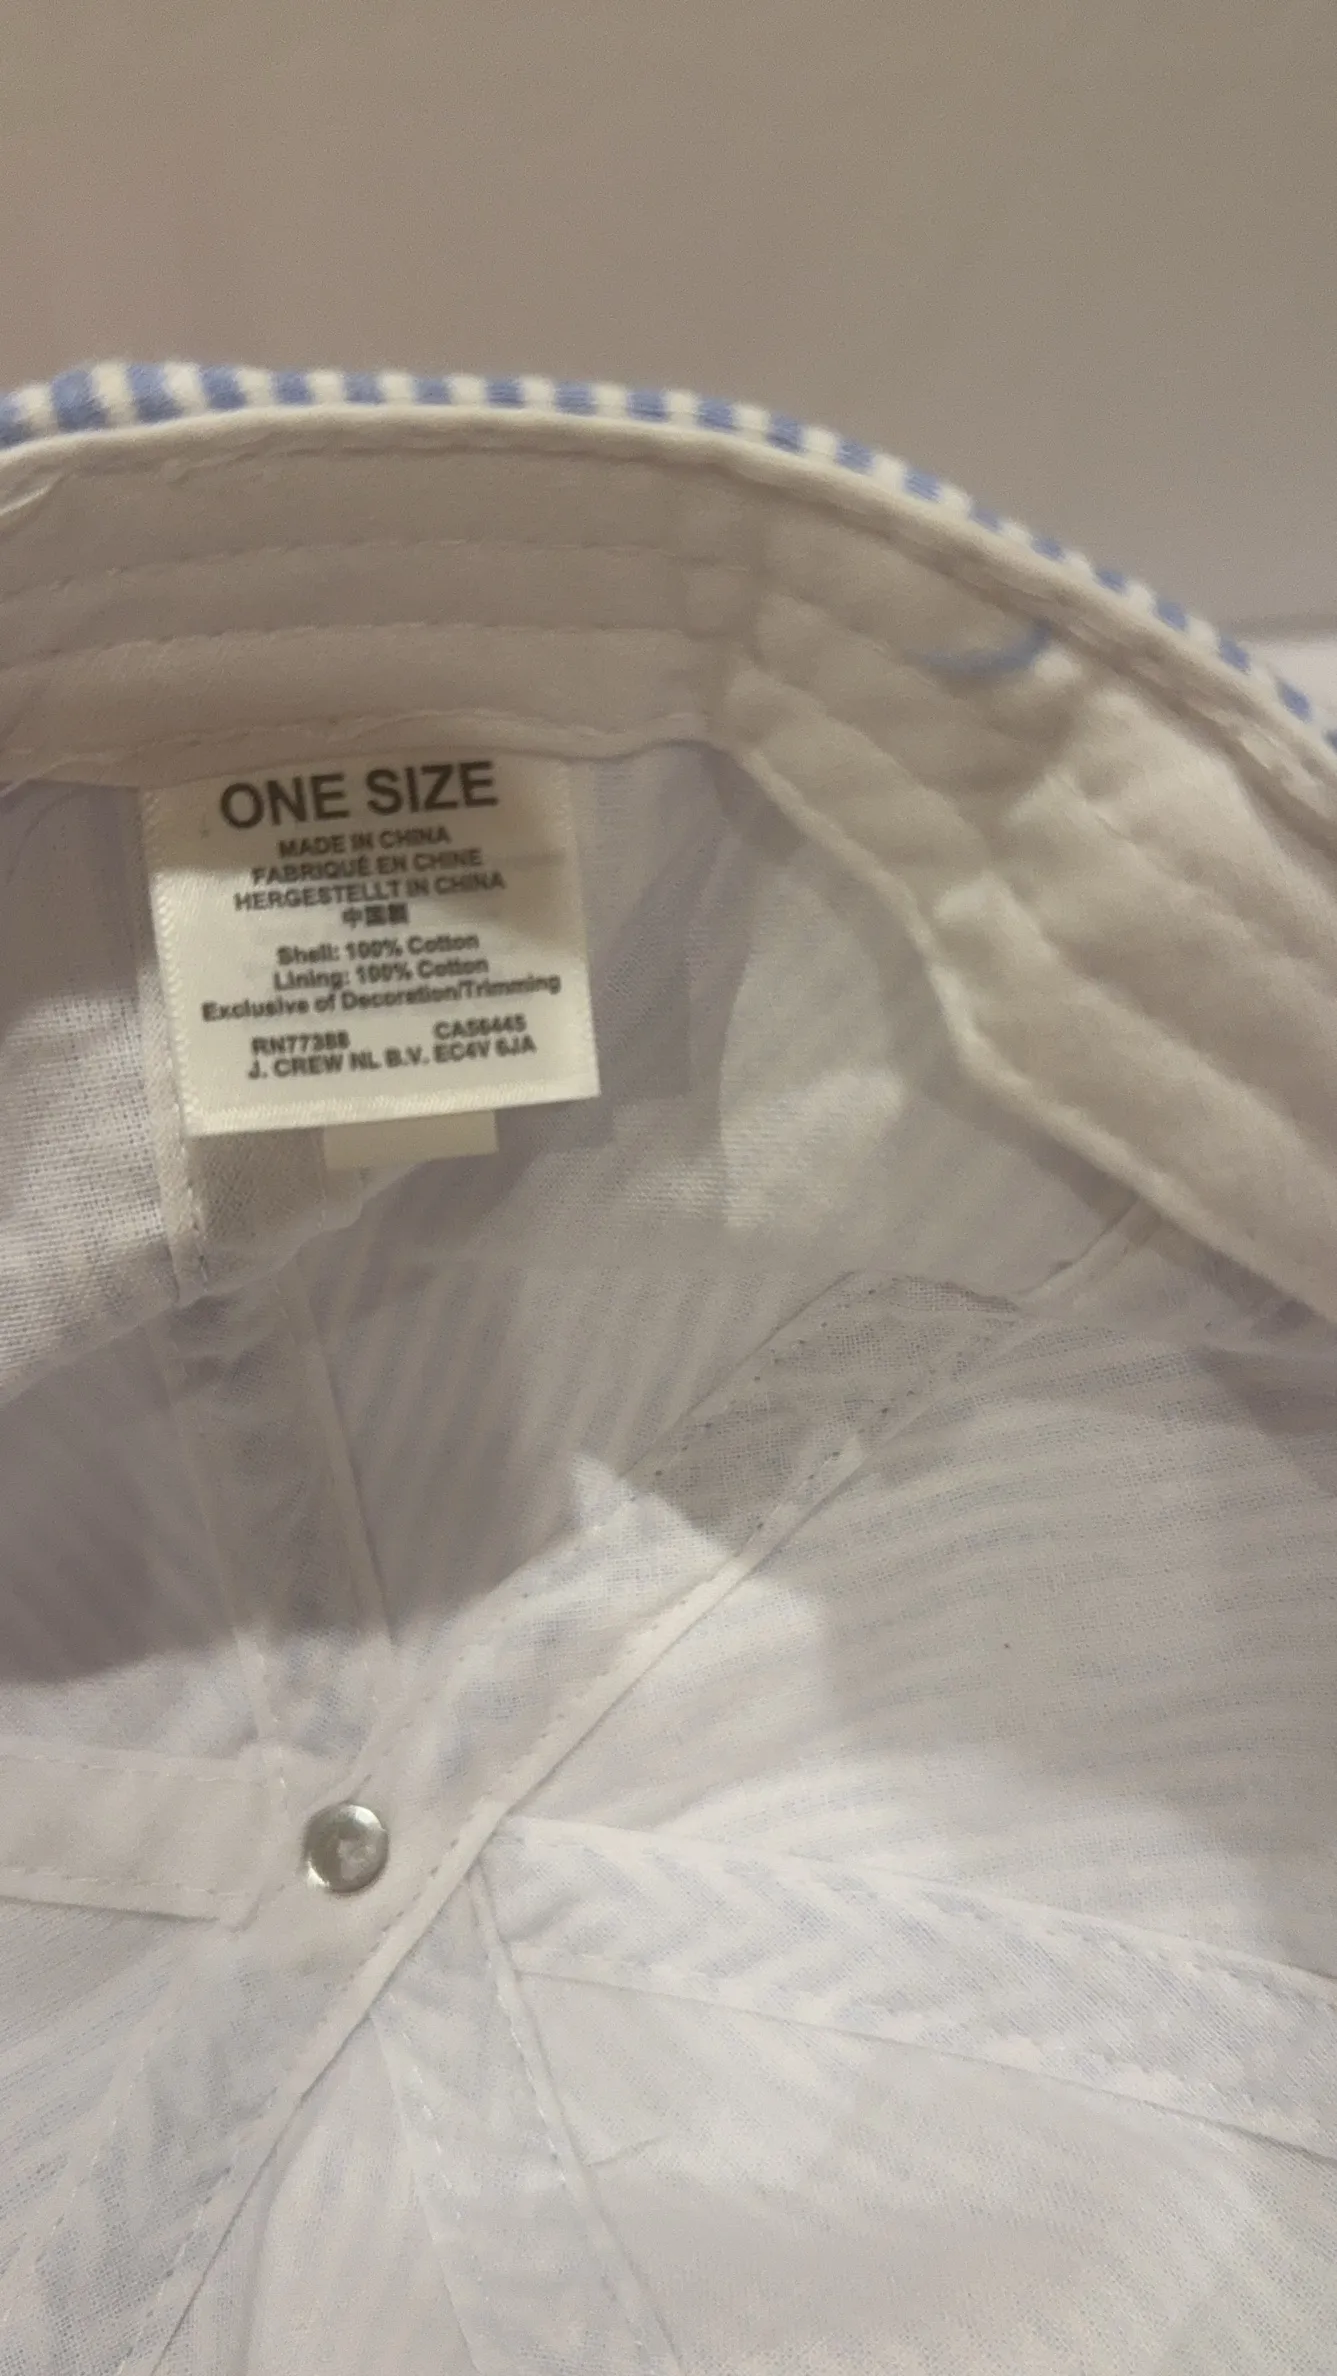 ONE SIZE
MADE IN CHINA
FABRIQUÉ EN CHINE
HERGESTELLT IN CHINA
中国製
Shell: 100% Cotton
Lining: 100% Cotton
Exclusive of Decoration/Trimming
RN77388 CA56445
J. CREW NL B.V. EC4V 6JA